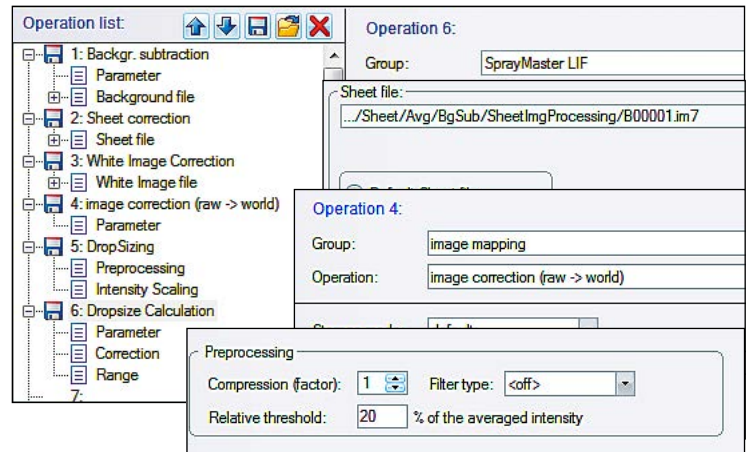 Operation list:
1: Backgr. subtraction
Parameter
Background file
2: Sheet correction
Sheet file
3: White Image Correction
White Image file
4: image correction (raw -> world)
Parameter
5: DropSizing
Preprocessing
Intensity Scaling
6: Dropsize Calculation
Parameter
Correction
Range
7:
Operation 6:
Group: SprayMaster LIF
Sheet file:
.../Sheet/Avg/BgSub/SheetImgProcessing/B00001.im7
Operation 4:
Group: image mapping
Operation: image correction (raw -> world)
Preprocessing
Compression (factor): 1 Filter type: <off>
Relative threshold: 20 % of the averaged intensity